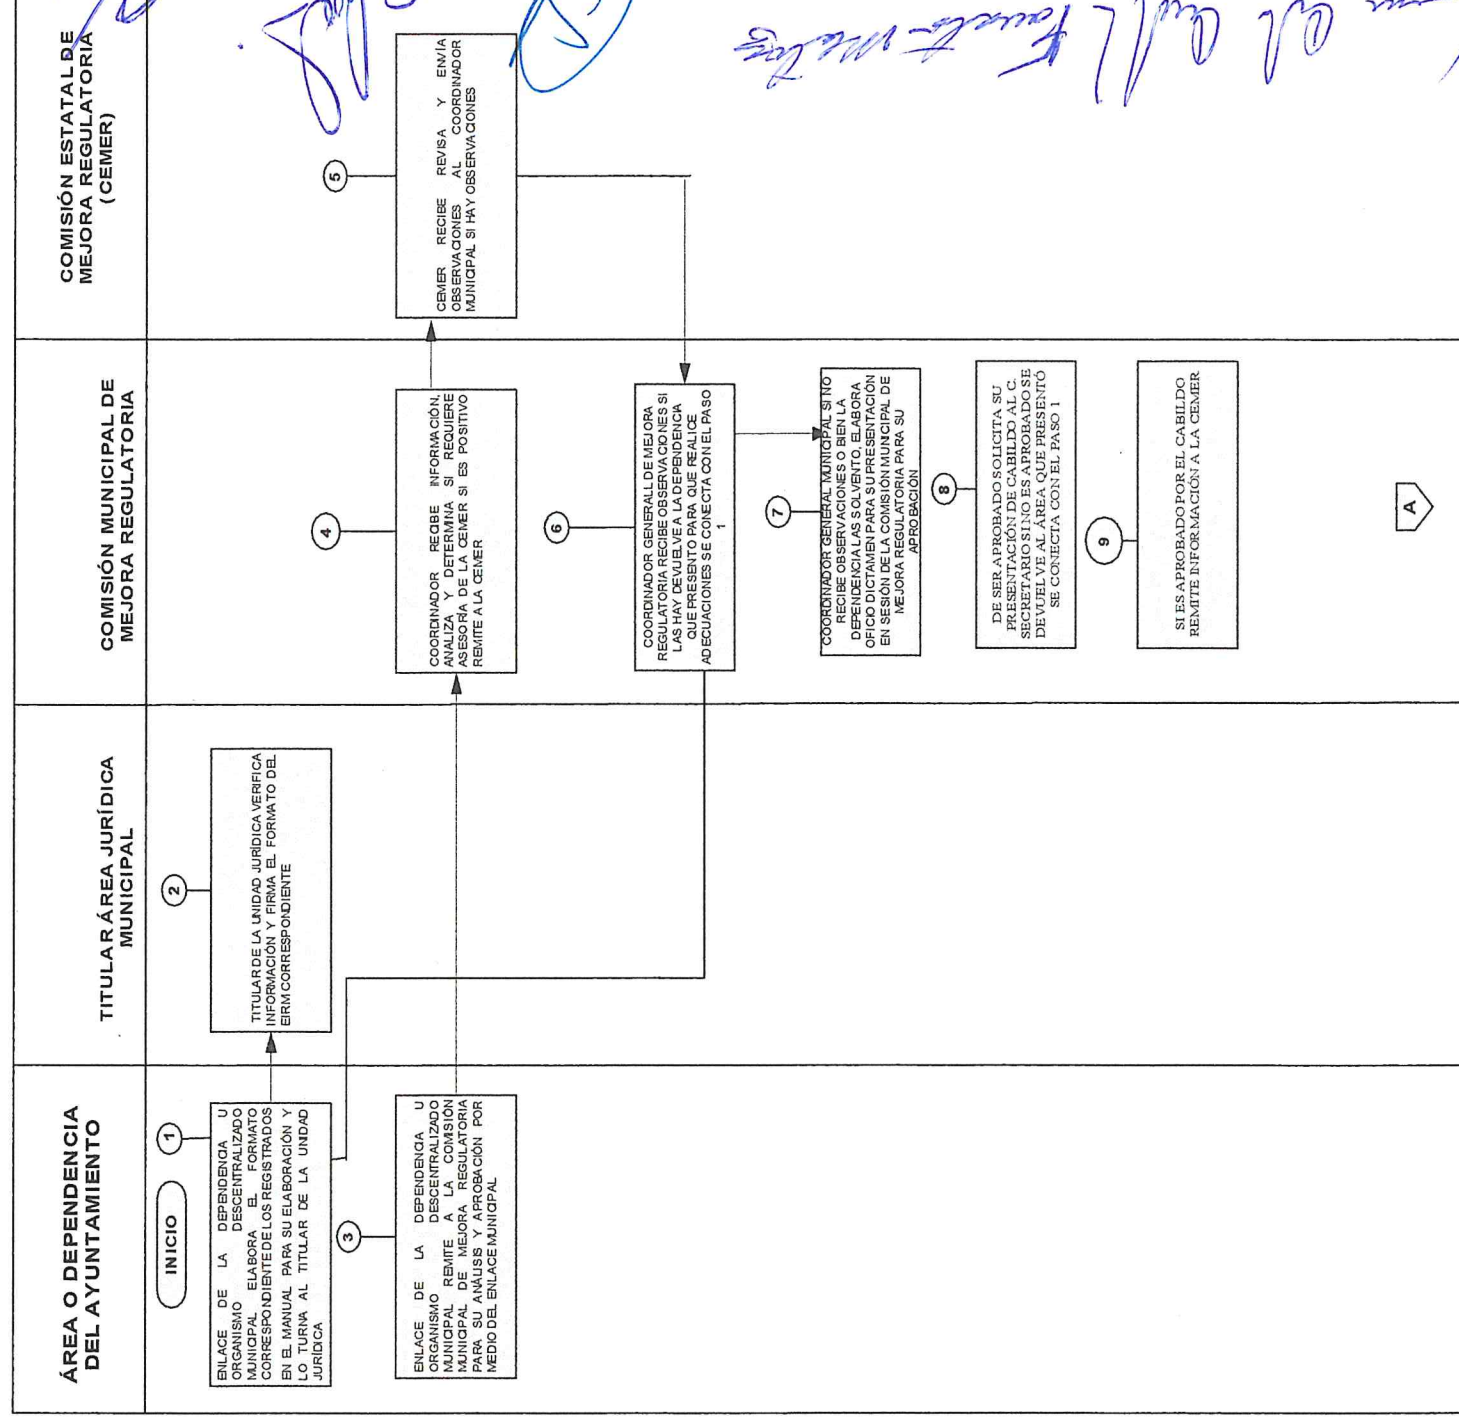 ÁREA O DEPENDENCIA
DEL AYUNTAMIENTO
TITULAR ÁREA JURÍDICA
MUNICIPAL
COMISIÓN MUNICIPAL DE
MEJORA REGULATORIA
COMISIÓN ESTATAL DE
MEJORA REGULATORIA
(CEMER)
INICIO
1
ENLACE DE LA DEPENDENCIA U
ORGANISMO DESCENTRALIZADO
MUNICIPAL ELABORA EL FORMATO
CORRESPONDIENTE DE LOS REGISTRADOS
EN EL MANUAL PARA SU ELABORACIÓN Y
LO TURNA AL TITULAR DE LA UNIDAD
JURÍDICA
2
TITULAR DE LA UNIDAD JURÍDICA VERIFICA
INFORMACIÓN Y FIRMA EL FORMATO DEL
EIRM CORRESPONDIENTE
3
ENLACE DE LA DEPENDENCIA U
ORGANISMO DESCENTRALIZADO
MUNICIPAL REMITE A LA COMISIÓN
MUNICIPAL DE MEJORA REGULATORIA
PARA SU ANÁLISIS Y APROBACIÓN POR
MEDIO DEL ENLACE MUNICIPAL
4
COORDINADOR RECIBE INFORMACIÓN,
ANALIZA Y DETERMINA SI REQUIERE
ASESORÍA DE LA CEMER SI ES POSITIVO
REMITE A LA CEMER
5
CEMER RECIBE REVISA Y ENVÍA
OBSERVACIONES AL COORDINADOR
MUNICIPAL SI HAY OBSERVACIONES
6
COORDINADOR GENERALL DE MEJORA
REGULATORIA RECIBE OBSERVACIONES SI
LAS HAY DEVUELVE A LA DEPENDENCIA
QUE PRESENTO PARA QUE REALICE
ADECUACIONES SE CONECTA CON EL PASO
1
7
COORDINADOR GENERAL MUNICIPAL SI NO
RECIBE OBSERVACIONES O BIEN LA
DEPENDENCIA LAS SOLVENTO, ELABORA
OFICIO DICTAMEN PARA SU PRESENTACIÓN
EN SESIÓN DE LA COMISIÓN MUNICIPAL DE
MEJORA REGULATORIA PARA SU
APROBACIÓN
8
DE SER APROBADO SOLICITA SU
PRESENTACIÓN DE CABILDO AL C.
SECRETARIO SI NO ES APROBADO SE
DEVUELVE AL ÁREA QUE PRESENTÓ
SE CONECTA CON EL PASO 1
9
SI ES APROBADO POR EL CABILDO
REMITE INFORMACIÓN A LA CEMER
A